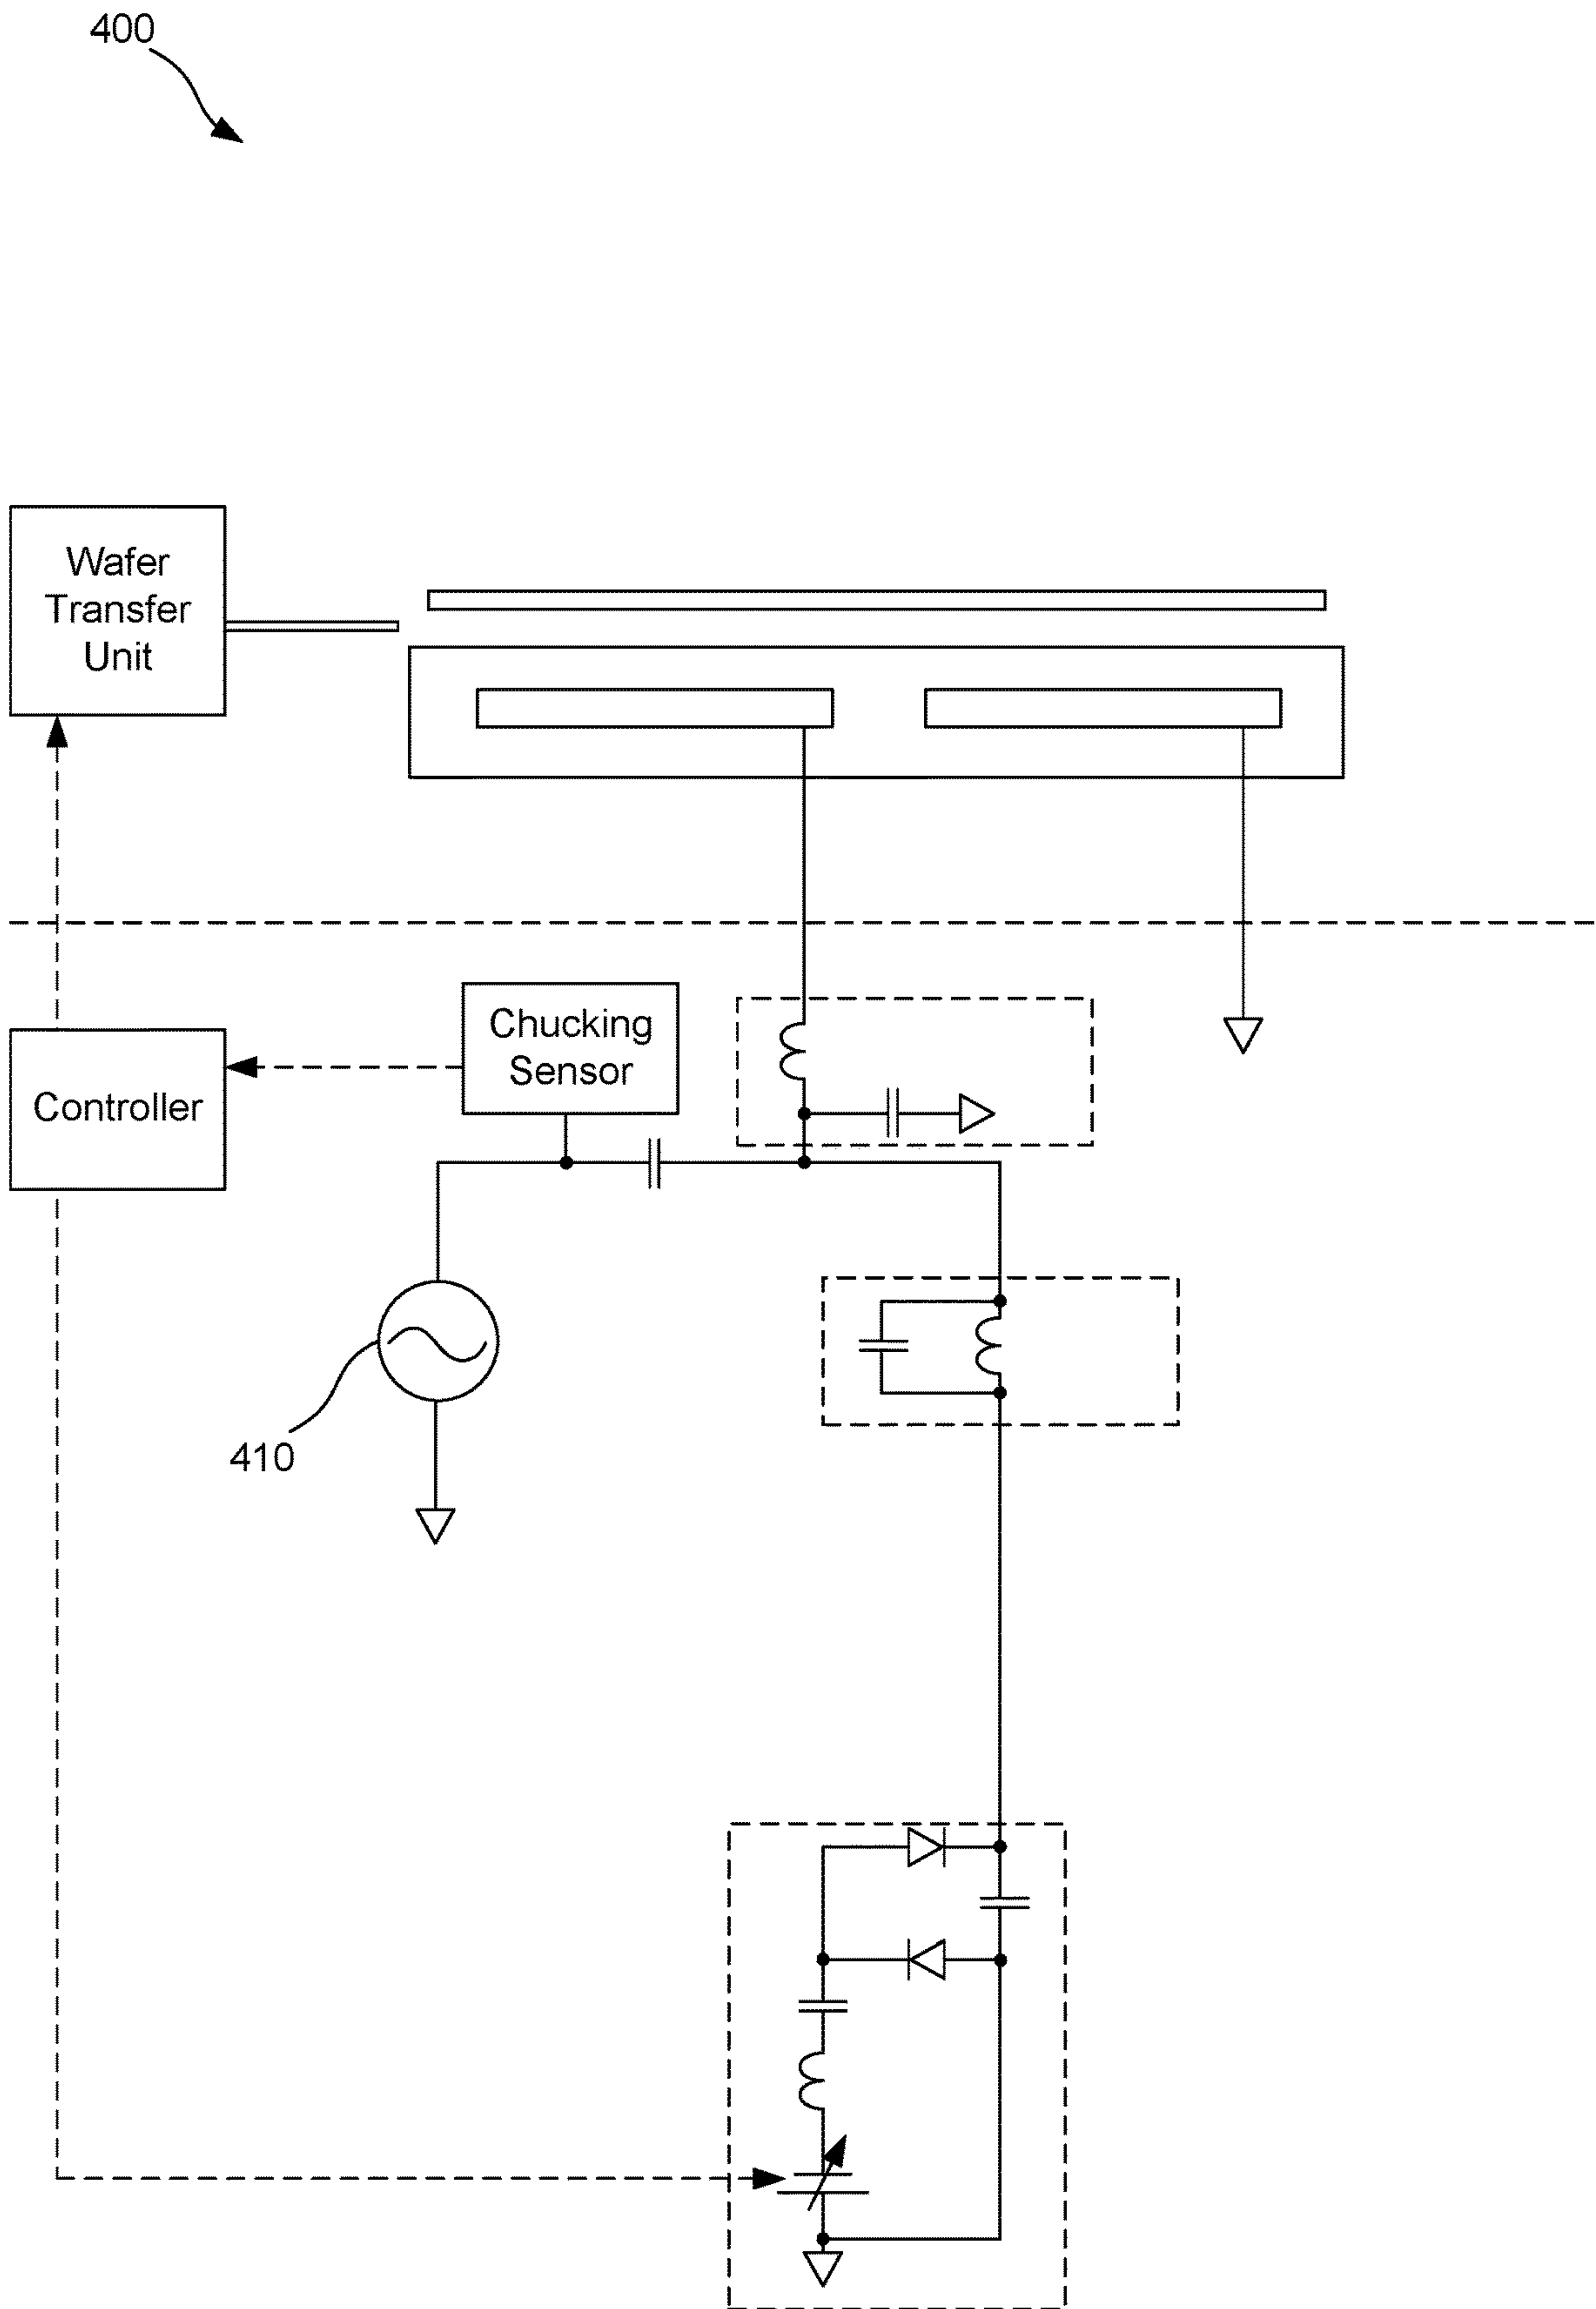 400
Wafer
Transfer
Unit
Chucking
Sensor
Controller
410